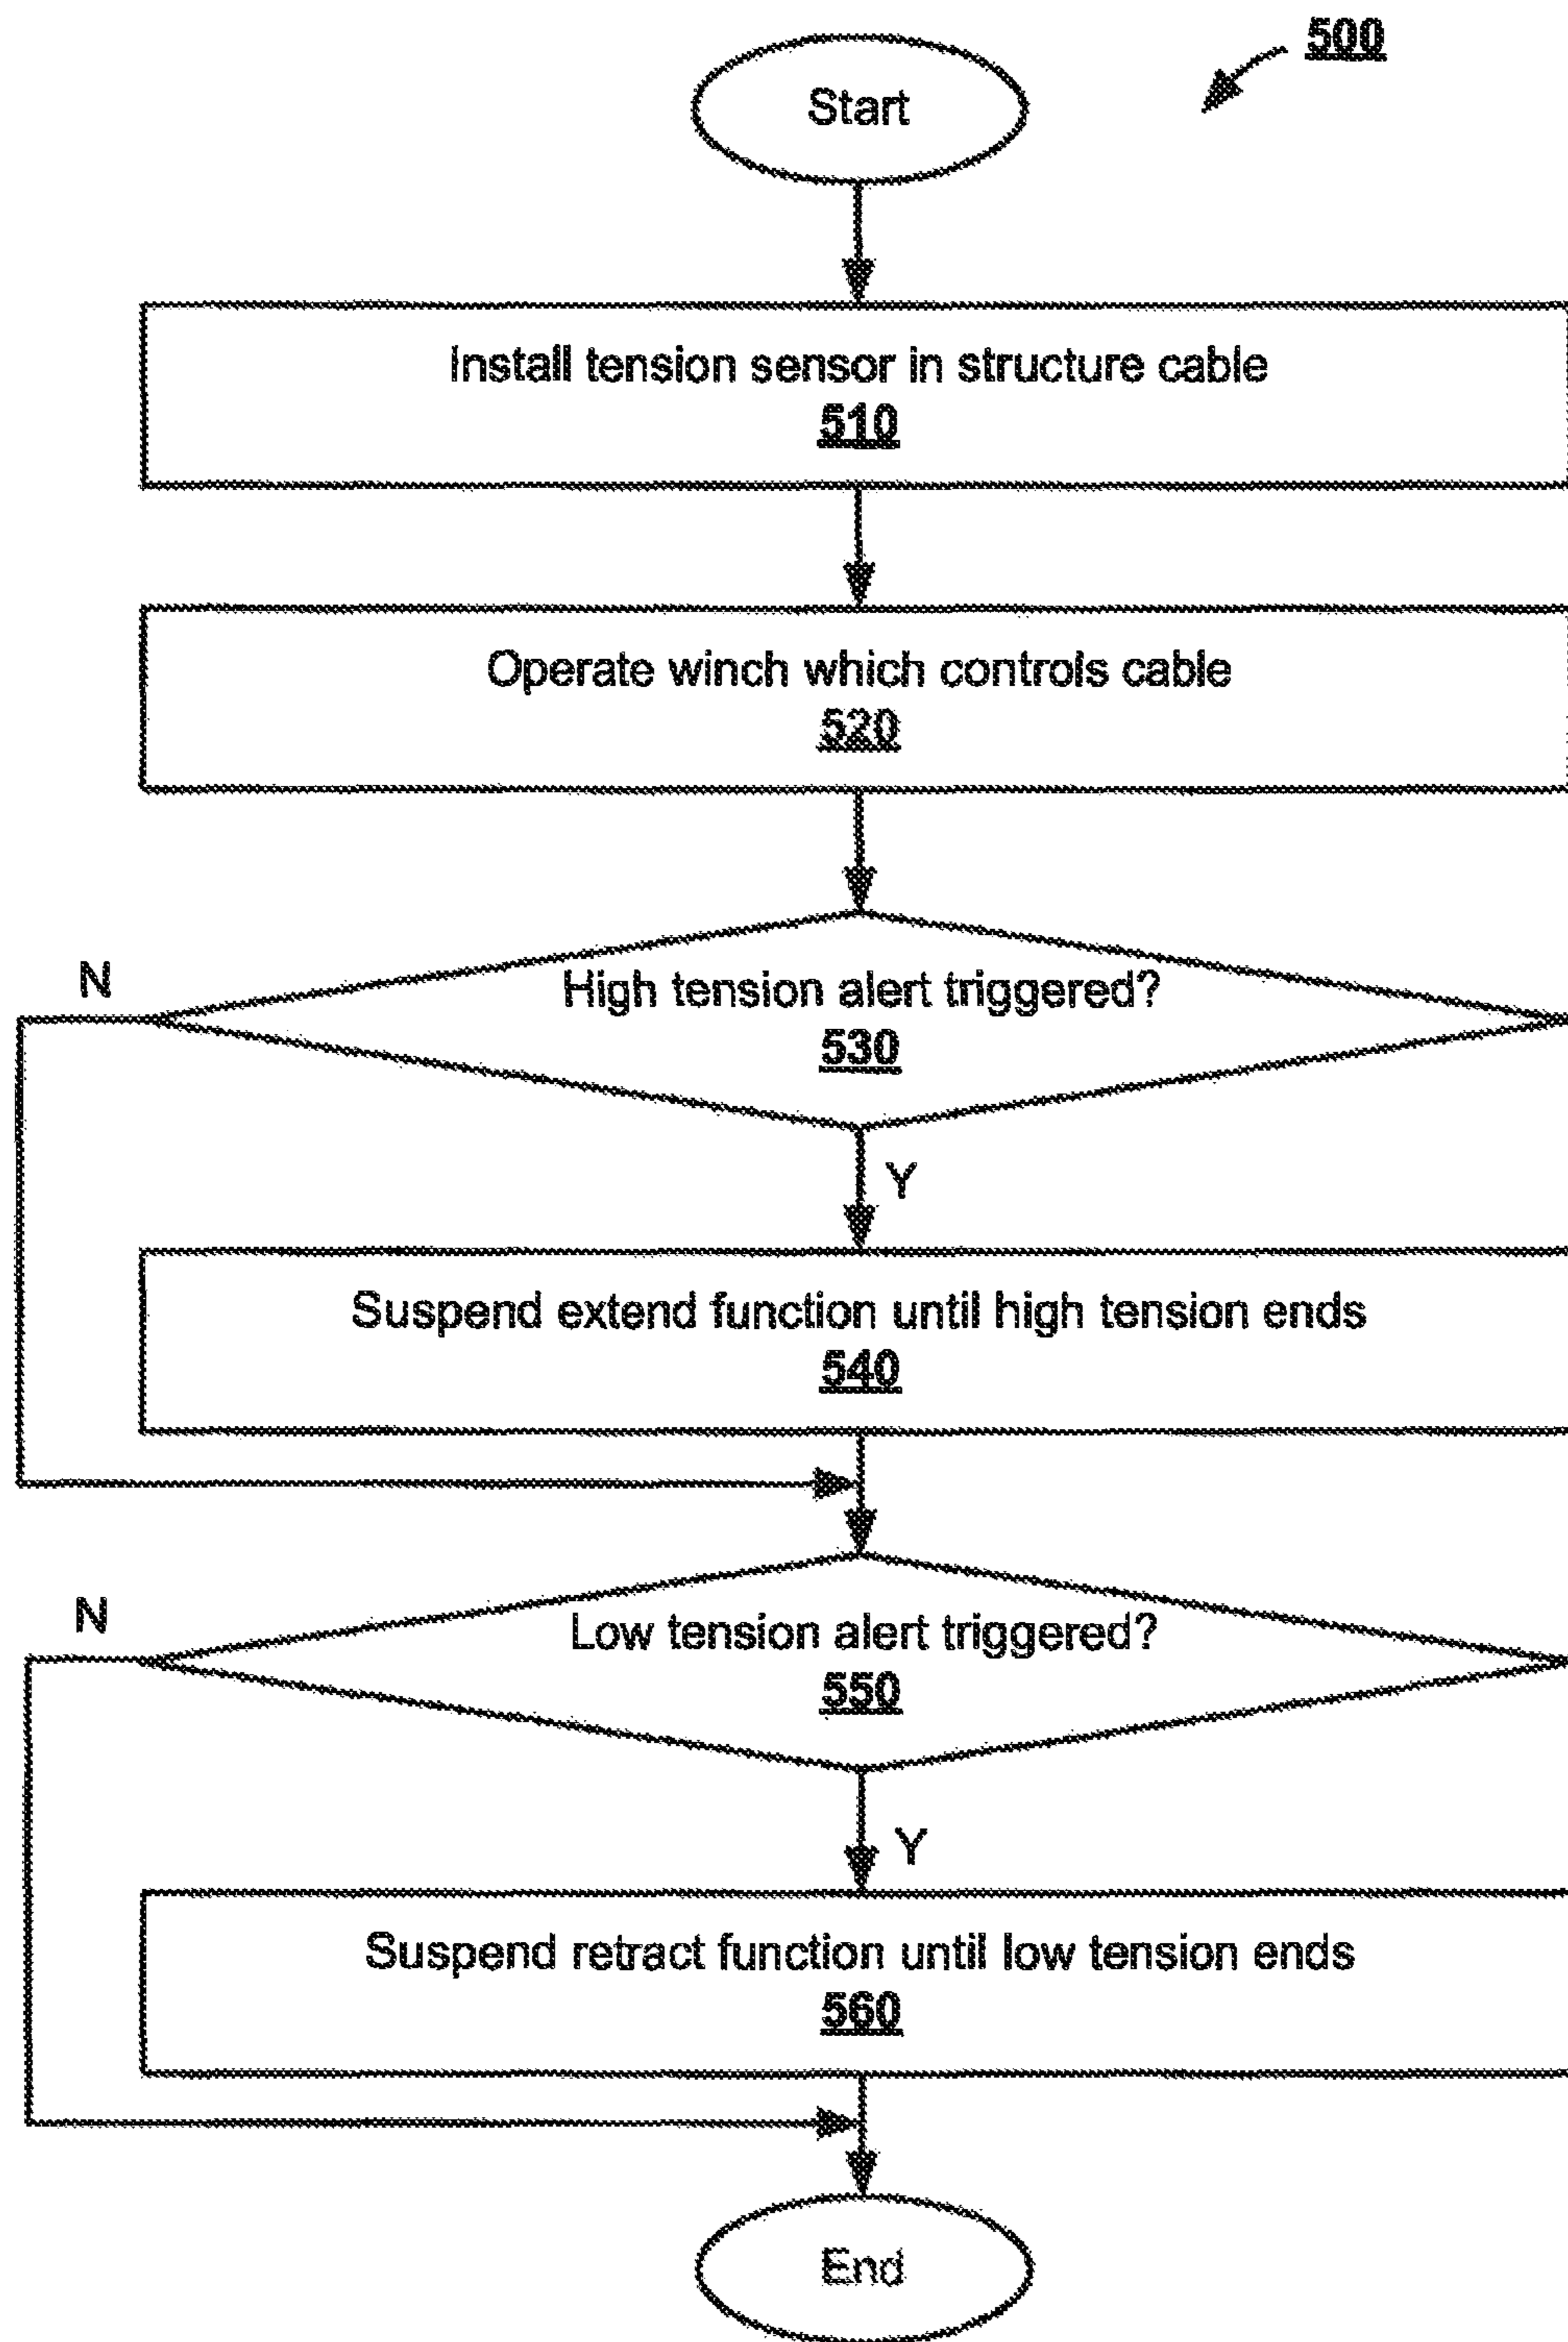 500
Start
Install tension sensor in structure cable
510
Operate winch which controls cable
520
High tension alert triggered?
530
N
Y
Suspend extend function until high tension ends
540
Low tension alert triggered?
550
N
Y
Suspend retract function until low tension ends
560
End